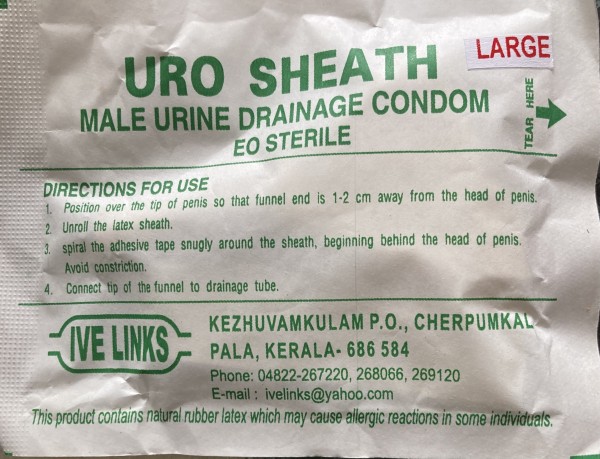 LARGE
URO SHEATH
MALE URINE DRAINAGE CONDOM
EO STERILE
TEAR HERE
DIRECTIONS FOR USE
1. Position over the tip of penis so that funnel end is 1-2 cm away from the head of penis.
2. Unroll the latex sheath.
3. spiral the adhesive tape snugly around the sheath, beginning behind the head of penis.
Avoid constriction.
4. Connect tip of the funnel to drainage tube.
IVE LINKS
KEZHUVAMKULAM P.O., CHERPUMKAL
PALA, KERALA- 686 584
Phone: 04822-267220, 268066, 269120
E-mail : ivelinks@yahoo.com
This product contains natural rubber latex which may cause allergic reactions in some individuals.